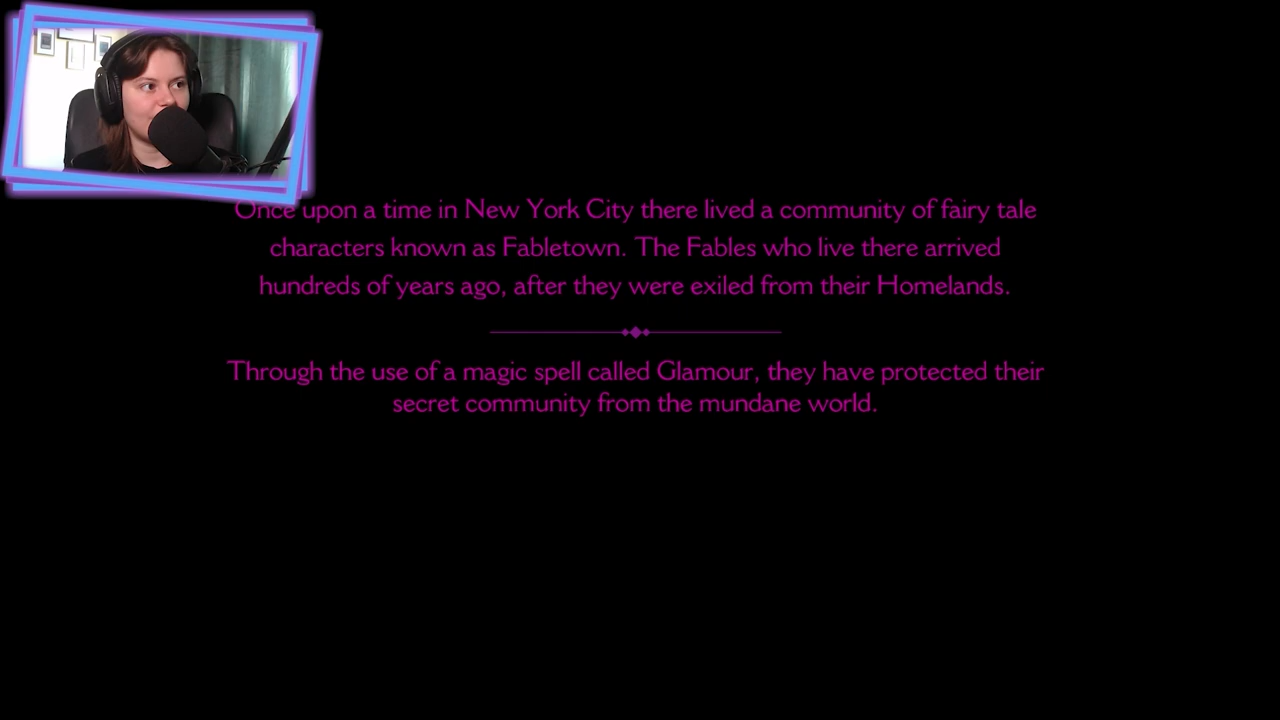 Once upon a time in New York City there lived a community of fairy tale
characters known as Fabletown. The Fables who live there arrived
hundreds of years ago, after they were exiled from their Homelands.
Through the use of a magic spell called Glamour, they have protected their
secret community from the mundane world.